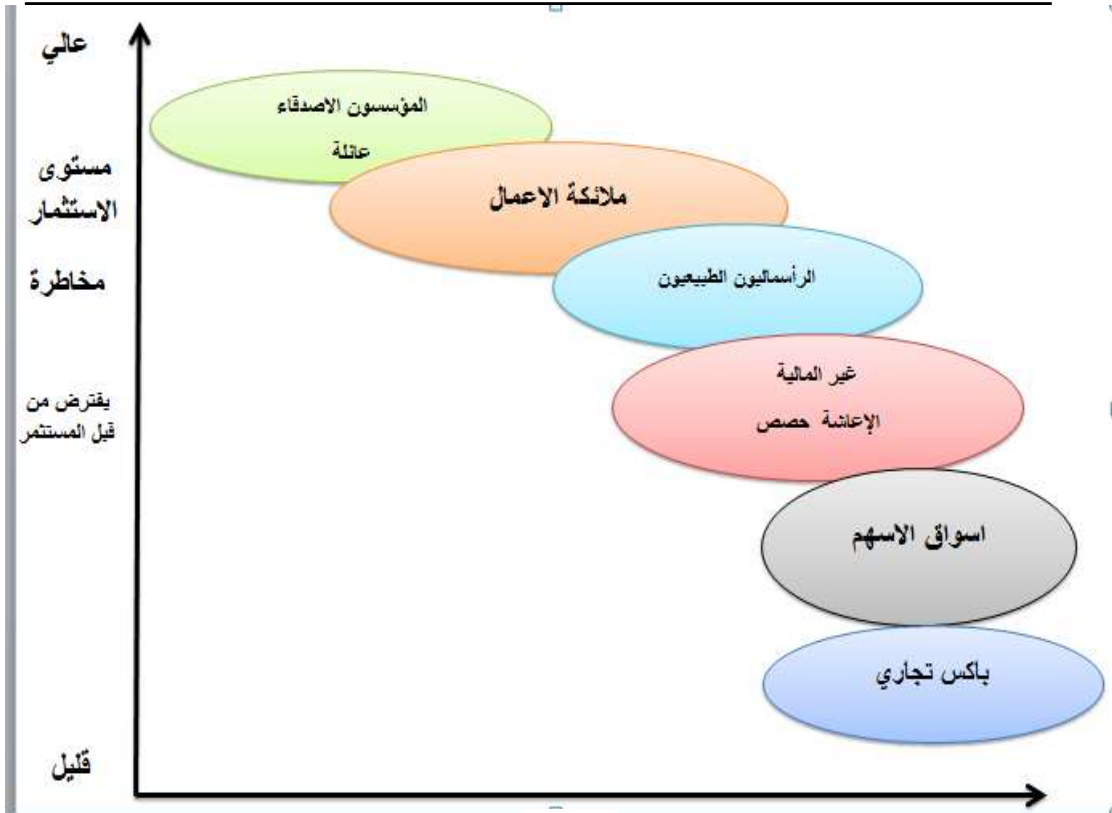 عالي
المؤسسون الاصدقاء
عائلة
مستوى
الاستثمار
ملائكة الاعمال
مخاطرة
الرأسماليون الطبيعيون
غير المالية
الإعاشة حصص
يفترض من
قبل المستثمر
اسواق الاسهم
باكس تجاري
قليل